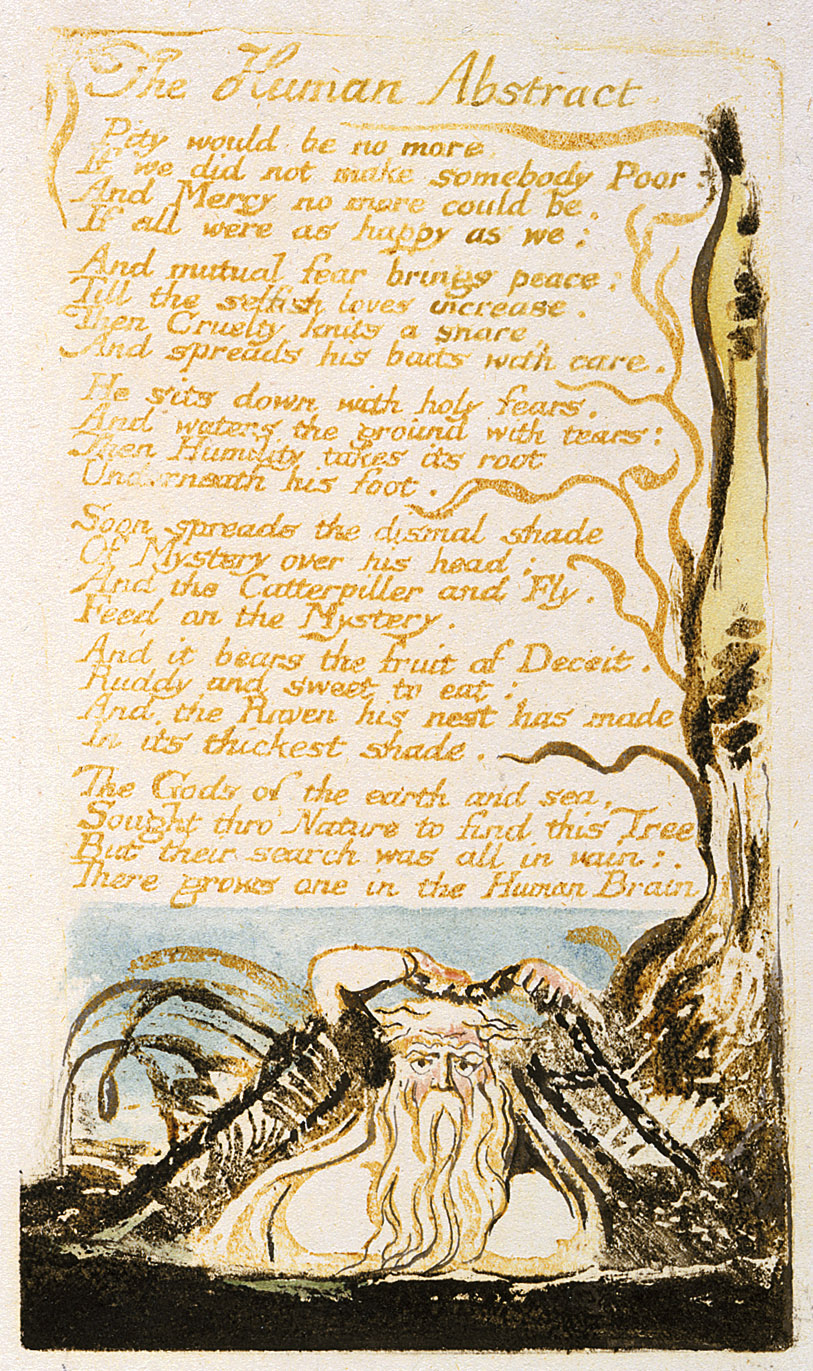 The Human Abstract
Pity would be no more,
If we did not make somebody Poor:
And Mercy no more could be,
If all were as happy as we;
And mutual fear brings peace;
Till the selfish loves increase.
Then Cruelty knits a snare,
And spreads his baits with care.
He sits down with holy fears,
And waters the ground with tears:
Then Humility takes its root
Underneath his foot.
Soon spreads the dismal shade
Of Mystery over his head;
And the Catterpiller and Fly,
Feed on the Mystery.
And it bears the fruit of Deceit,
Ruddy and sweet to eat;
And the Raven his nest has made
In its thickest shade.
The Gods of the earth and sea,
Sought thro' Nature to find this Tree
But their search was all in vain:
There grows one in the Human Brain